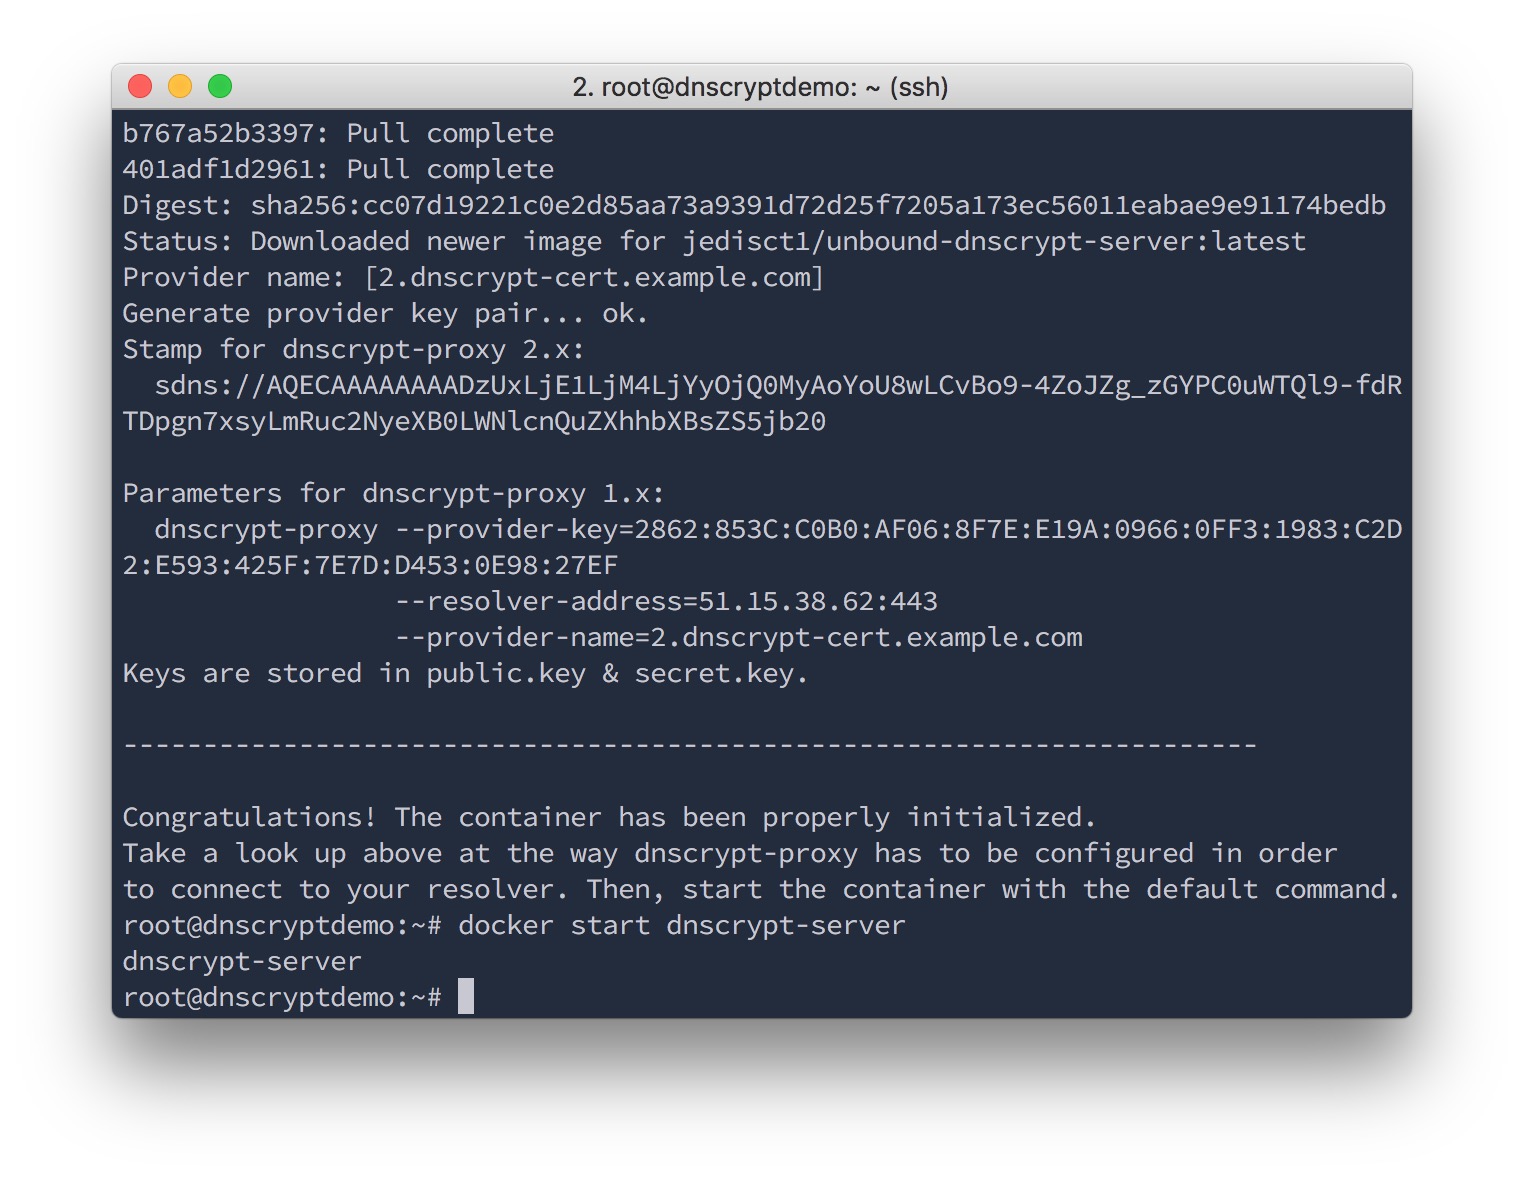 2. root@dnscryptdemo: ~ (ssh)
b767a52b3397: Pull complete
401adf1d2961: Pull complete
Digest: sha256:cc07d19221c0e2d85aa73a9391d72d25f7205a173ec56011eabae9e91174bedb
Status: Downloaded newer image for jedisct1/unbound-dnscrypt-server:latest
Provider name: [2.dnscrypt-cert.example.com]
Generate provider key pair... ok.
Stamp for dnscrypt-proxy 2.x:
  sdns://AQECAAAAAAAADzUxLjE1LjM4LjYyOjQ0MyAoYoU8wLCvBo9-4ZoJZg_zGYPC0uWTQl9-fdR
TDpgn7xsyLmRuc2NyeXB0LWNlcnQuZXhhbXBsZS5jb20

Parameters for dnscrypt-proxy 1.x:
  dnscrypt-proxy --provider-key=2862:853C:C0B0:AF06:8F7E:E19A:0966:0FF3:1983:C2D
2:E593:425F:7E7D:D453:0E98:27EF
                 --resolver-address=51.15.38.62:443
                 --provider-name=2.dnscrypt-cert.example.com
Keys are stored in public.key & secret.key.

-----------------------------------------------------------------------

Congratulations! The container has been properly initialized.
Take a look up above at the way dnscrypt-proxy has to be configured in order
to connect to your resolver. Then, start the container with the default command.
root@dnscryptdemo:~# docker start dnscrypt-server
dnscrypt-server
root@dnscryptdemo:~#